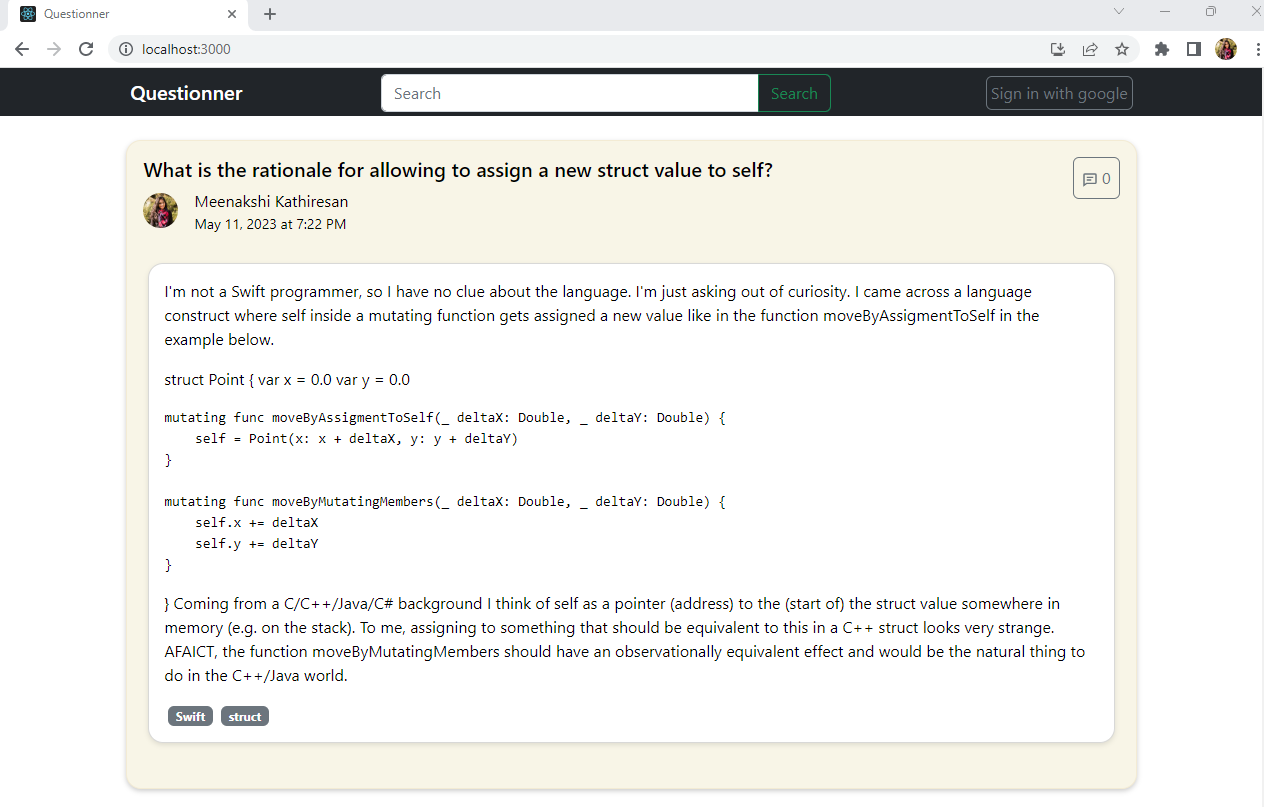 Questionner
localhost:3000
Questionner
Search
Search
Sign in with google
What is the rationale for allowing to assign a new struct value to self?
0
Meenakshi Kathiresan
May 11, 2023 at 7:22 PM
I'm not a Swift programmer, so I have no clue about the language. I'm just asking out of curiosity. I came across a language
construct where self inside a mutating function gets assigned a new value like in the function moveByAssigmentToSelf in the
example below.
struct Point { var x = 0.0 var y = 0.0
mutating func moveByAssigmentToSelf(_ deltaX: Double, _ deltaY: Double) {
    self = Point(x: x + deltaX, y: y + deltaY)
}
mutating func moveByMutatingMembers(_ deltaX: Double, _ deltaY: Double) {
    self.x += deltaX
    self.y += deltaY
}
} Coming from a C/C++/Java/C# background I think of self as a pointer (address) to the (start of) the struct value somewhere in
memory (e.g. on the stack). To me, assigning to something that should be equivalent to this in a C++ struct looks very strange.
AFAICT, the function moveByMutatingMembers should have an observationally equivalent effect and would be the natural thing to
do in the C++/Java world.
Swift struct